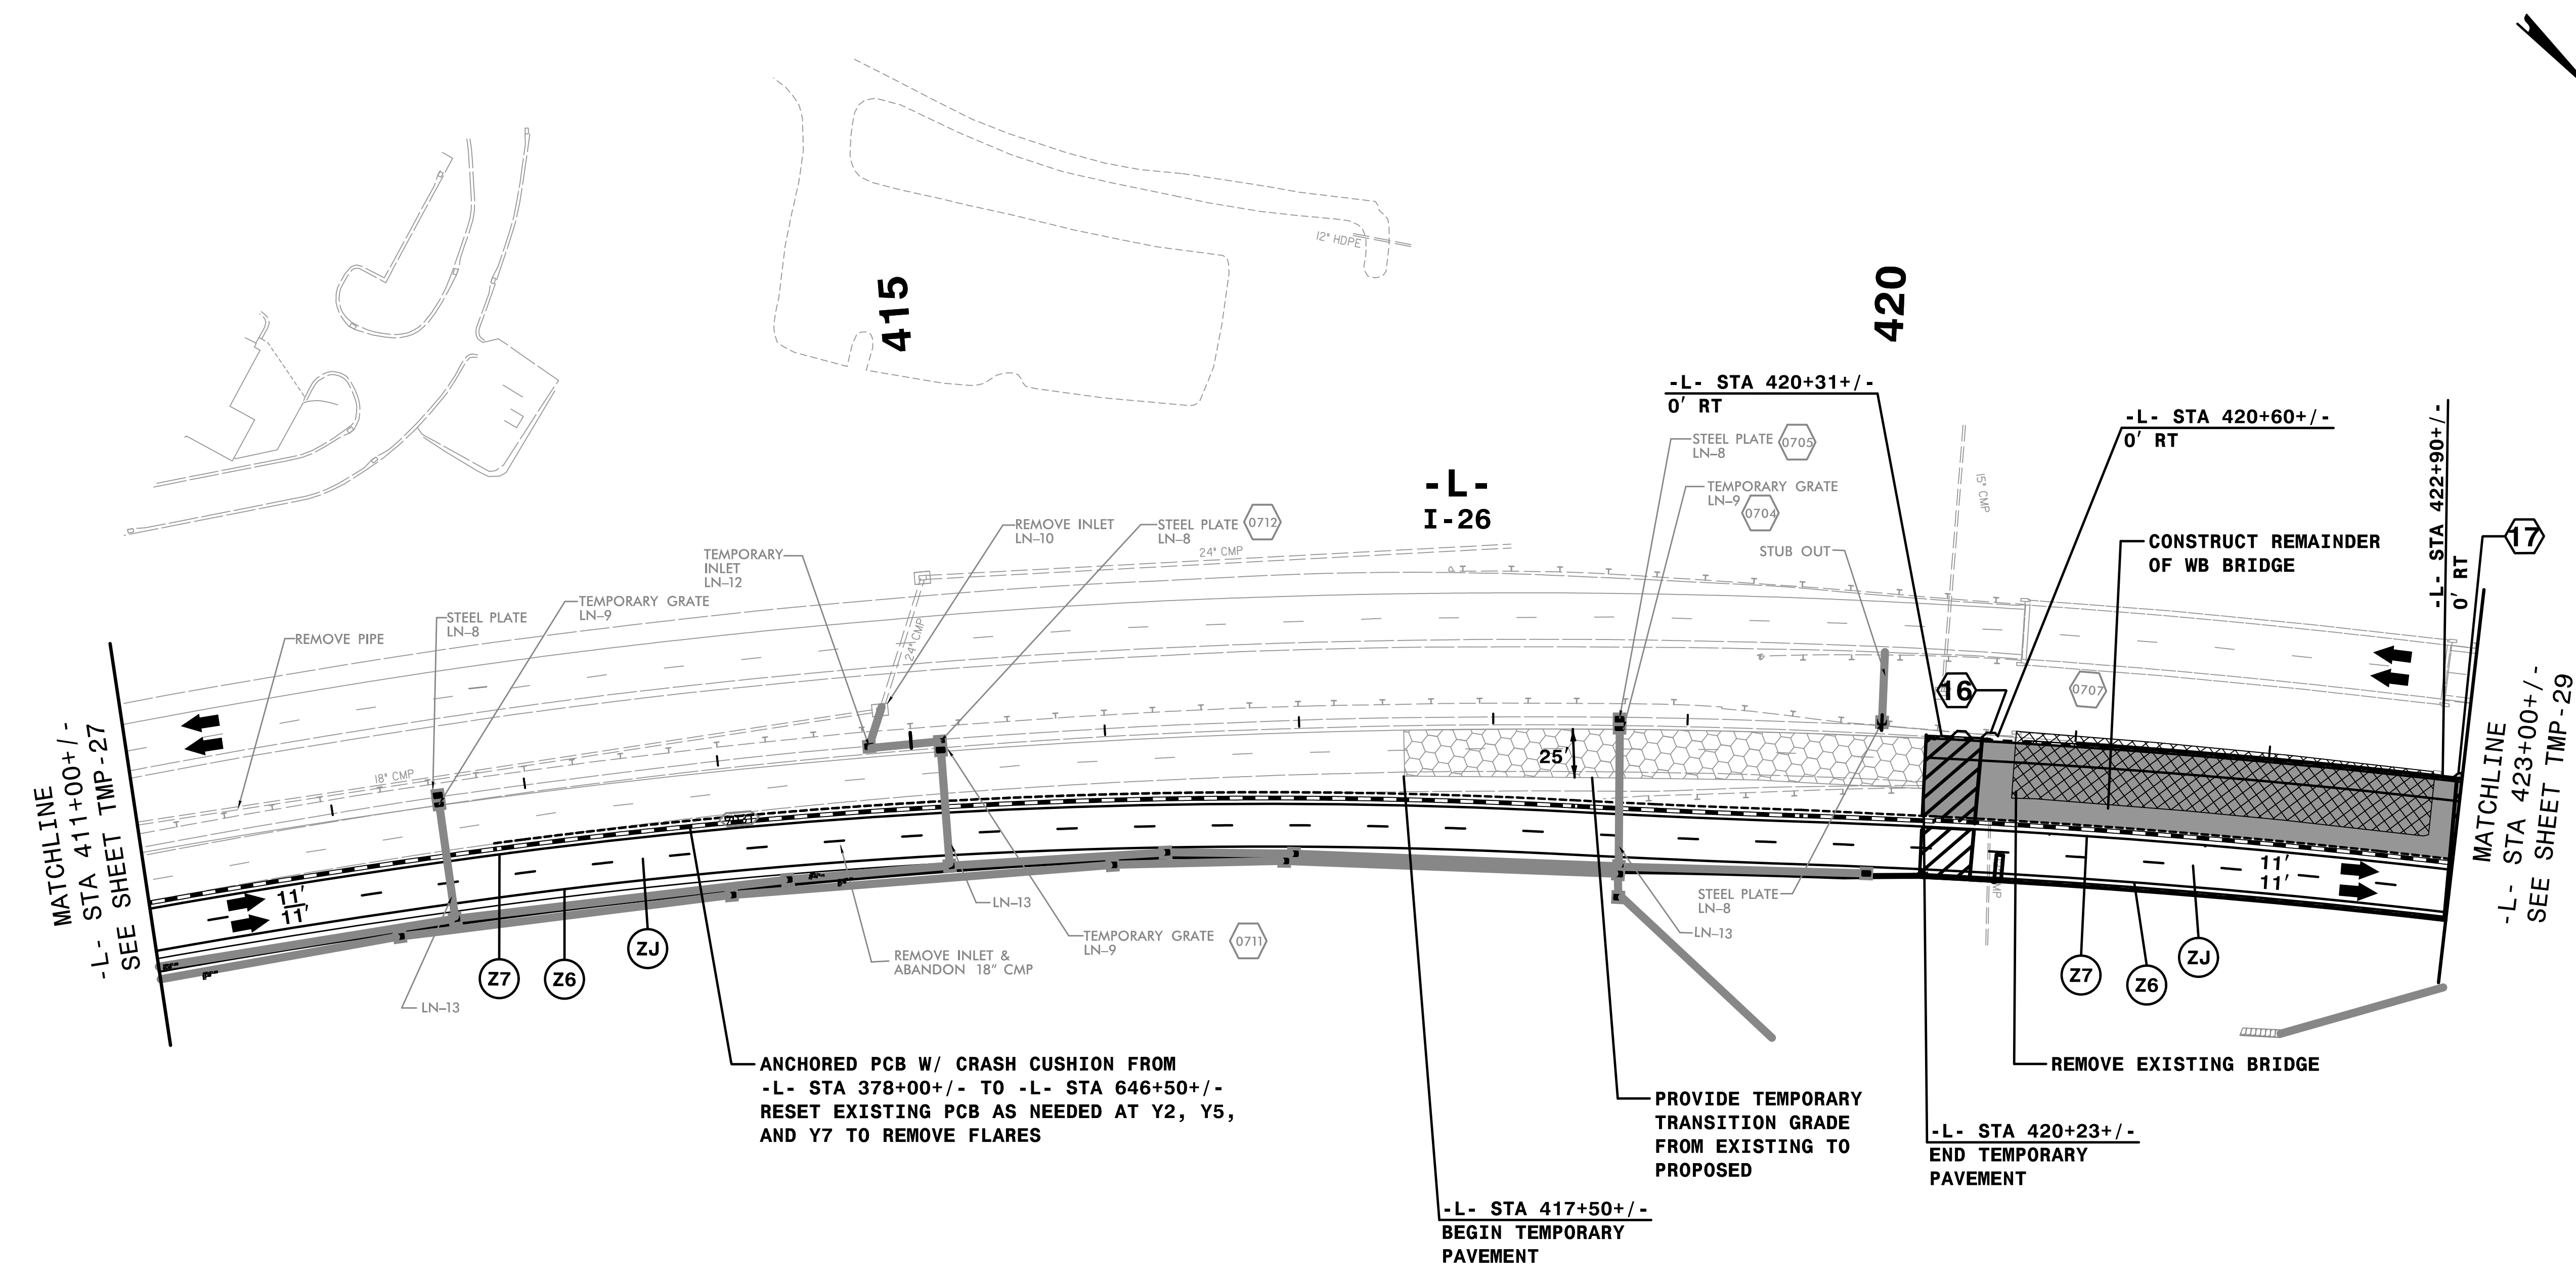 12" HDPE
415
420
-L- STA 420+31+/-
0' RT
-L- STA 420+60+/-
0' RT
-L- STA 422+90+/-
0' RT
STEEL PLATE
LN-8
0705
TEMPORARY GRATE
LN-9
0704
STUB OUT
15" CMP
-L-
I-26
17
CONSTRUCT REMAINDER
OF WB BRIDGE
REMOVE INLET
LN-10
STEEL PLATE
LN-8
0712
24" CMP
TEMPORARY
INLET
LN-12
24" CMP
TEMPORARY GRATE
LN-9
STEEL PLATE
LN-8
REMOVE PIPE
18" CMP
16
0707
25'
MATCHLINE
-L- STA 411+00+/-
SEE SHEET TMP-27
MATCHLINE
-L- STA 423+00+/-
SEE SHEET TMP-29
11'
11'
11'
11'
LN-13
Z7
Z6
ZJ
LN-13
REMOVE INLET &
ABANDON 18" CMP
TEMPORARY GRATE
LN-9
0711
STEEL PLATE
LN-8
LN-13
Z7
Z6
ZJ
ANCHORED PCB W/ CRASH CUSHION FROM
-L- STA 378+00+/- TO -L- STA 646+50+/-
RESET EXISTING PCB AS NEEDED AT Y2, Y5,
AND Y7 TO REMOVE FLARES
PROVIDE TEMPORARY
TRANSITION GRADE
FROM EXISTING TO
PROPOSED
REMOVE EXISTING BRIDGE
-L- STA 420+23+/-
END TEMPORARY
PAVEMENT
-L- STA 417+50+/-
BEGIN TEMPORARY
PAVEMENT